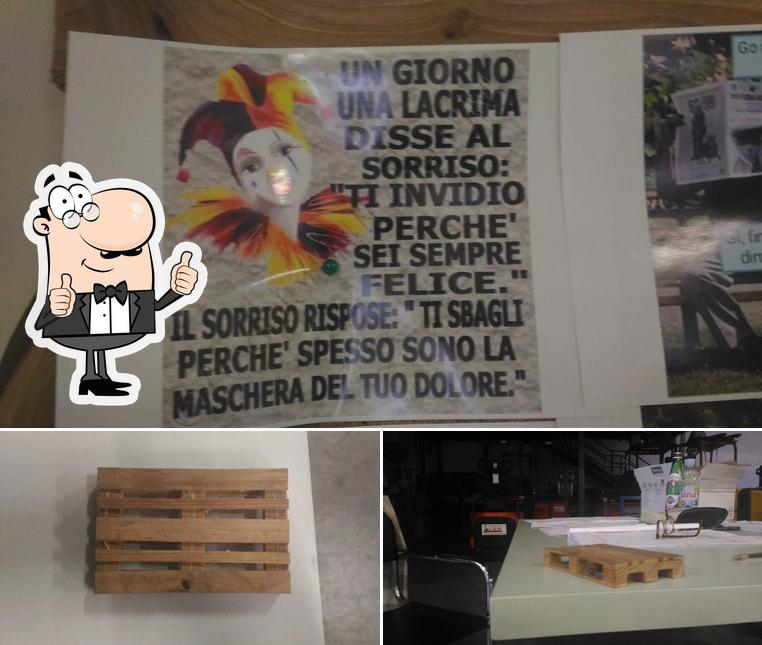 UN GIORNO
UNA LACRIMA
DISSE AL
SORRISO:
"TI INVIDIO
PERCHE'
SEI SEMPRE
FELICE."
IL SORRISO RISPOSE: " TI SBAGLI
PERCHE' SPESSO SONO LA
MASCHERA DEL TUO DOLORE."